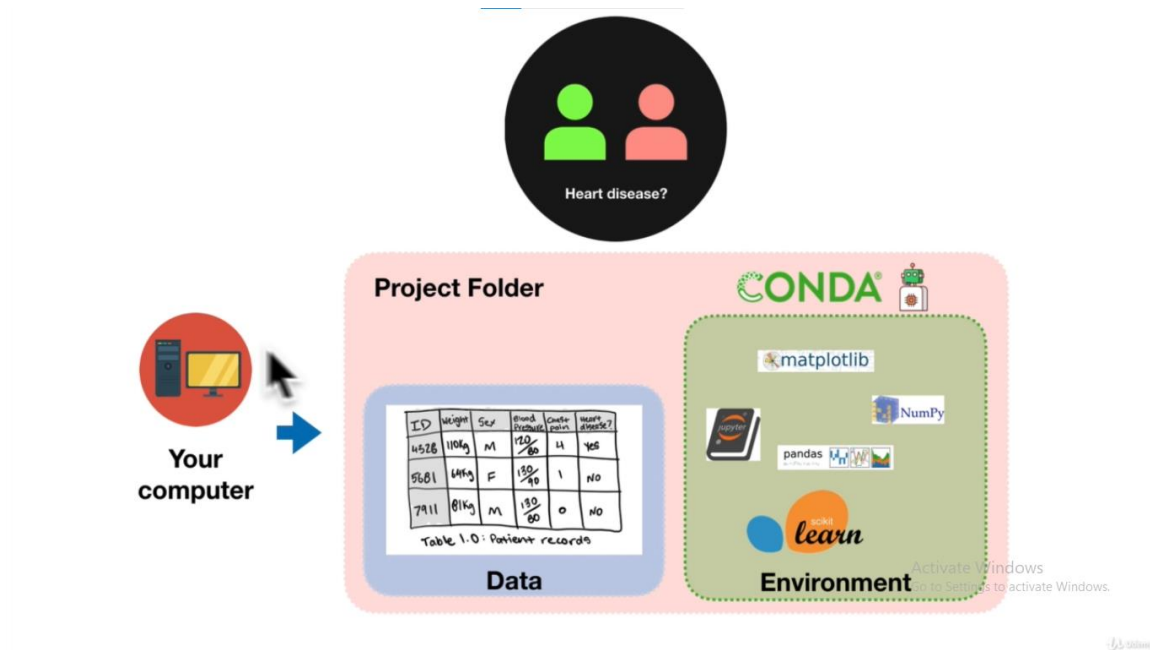 Heart disease?
Project Folder
CONDA®
matplotlib
NumPy
jupyter
pandas
scikit
learn
Environment
Your
computer
ID Weight Sex Blood Pressure Chest pain Heart disease?
4328 110kg M 120/80 4 Yes
5681 64kg F 130/90 1 NO
7911 81kg M 130/80 0 NO
Table 1.0: Patient records
Data
Activate Windows
Go to Settings to activate Windows.